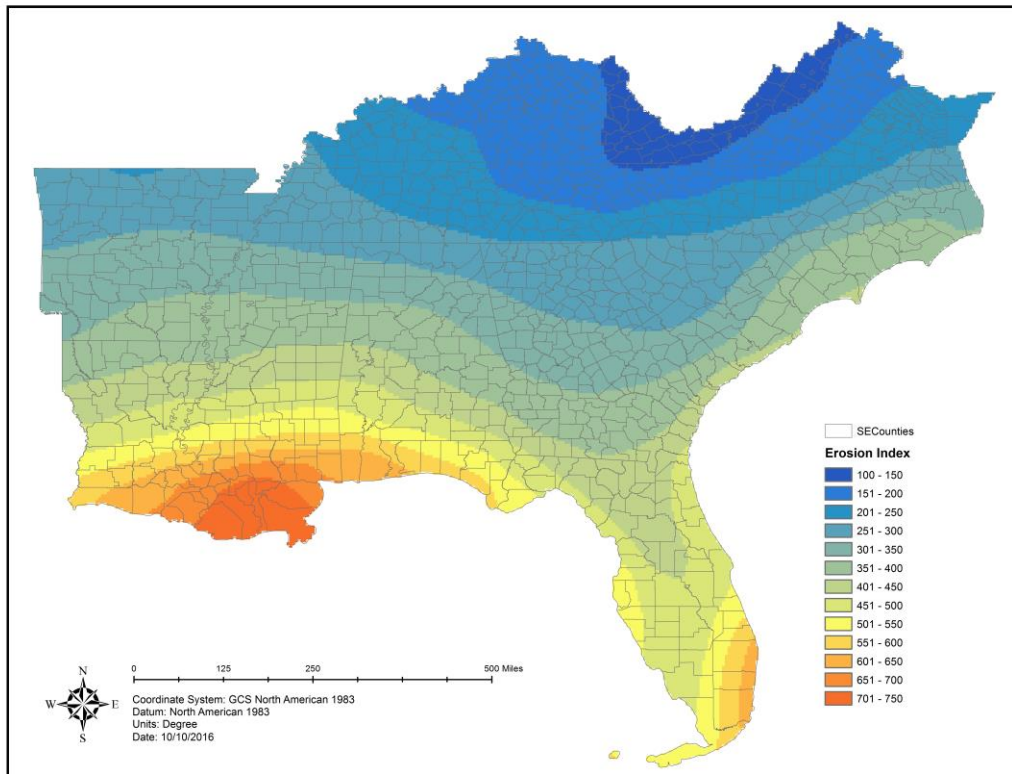 SECounties
Erosion Index
100 - 150
151 - 200
201 - 250
251 - 300
301 - 350
351 - 400
401 - 450
451 - 500
501 - 550
551 - 600
601 - 650
651 - 700
701 - 750
0 125 250 500 Miles
N
W E
S
Coordinate System: GCS North American 1983
Datum: North American 1983
Units: Degree
Date: 10/10/2016